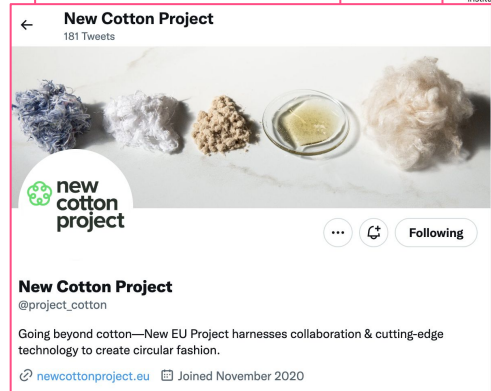 New Cotton Project
181 Tweets
new
cotton
project
Following
New Cotton Project
@project_cotton
Going beyond cotton—New EU Project harnesses collaboration & cutting-edge
technology to create circular fashion.
newcottonproject.eu Joined November 2020